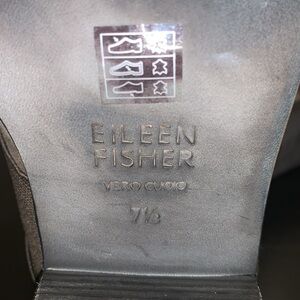 EILEEN
FISHER
VERO CUOIO
7½